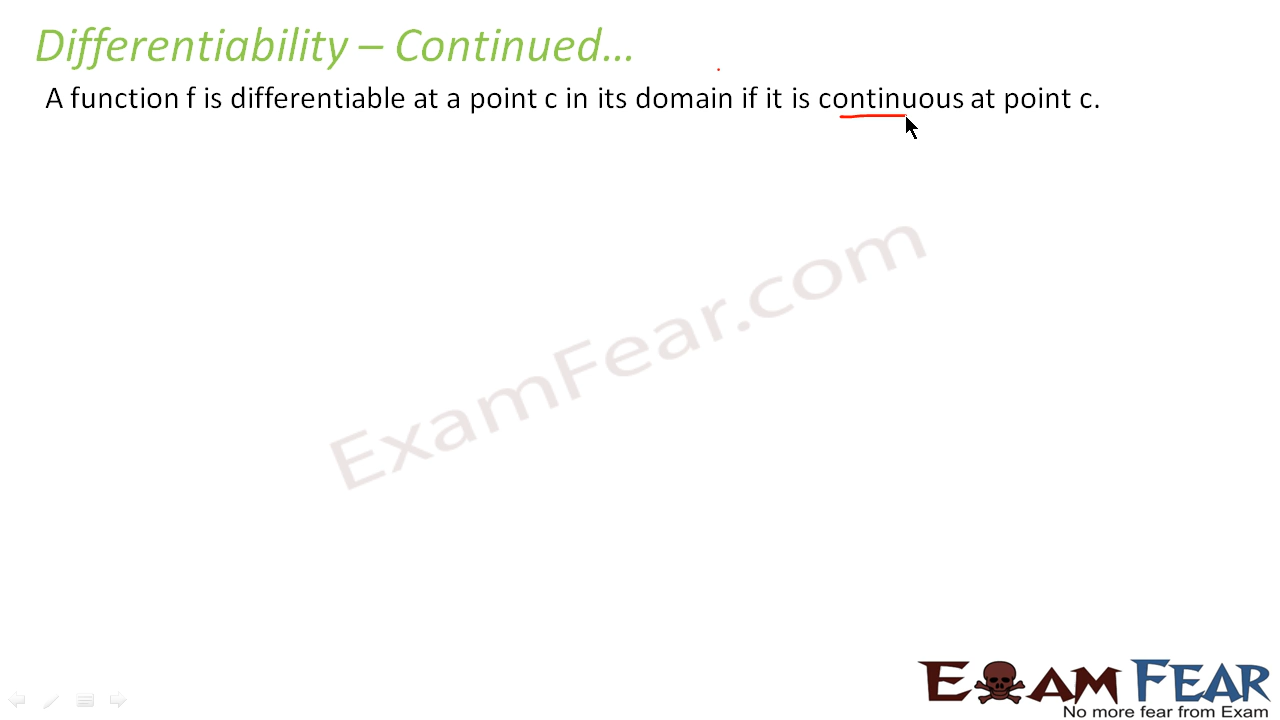 Differentiability – Continued...
A function f is differentiable at a point c in its domain if it is continuous at point c.
ExamFear.com
EXAM FEAR
No more fear from Exam